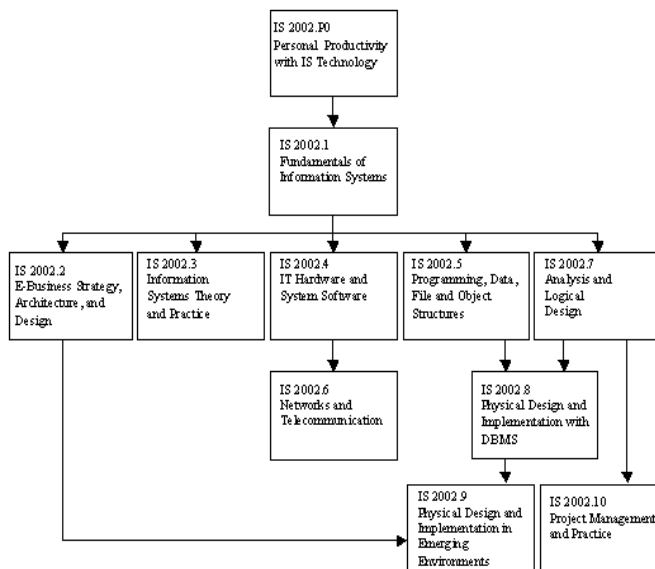 IS 2002.P0
Personal Productivity
with IS Technology
IS 2002.1
Fundamentals of
Information Systems
IS 2002.2
E-Business Strategy,
Architecture, and
Design
IS 2002.3
Information
Systems Theory
and Practice
IS 2002.4
IT Hardware and
System Software
IS 2002.5
Programming, Data,
File and Object
Structures
IS 2002.7
Analysis and
Logical
Design
IS 2002.6
Networks and
Telecommunication
IS 2002.8
Physical Design and
Implementation with
DBMS
IS 2002.9
Physical Design and
Implementation in
Emerging
Environments
IS 2002.10
Project Management
and Practice